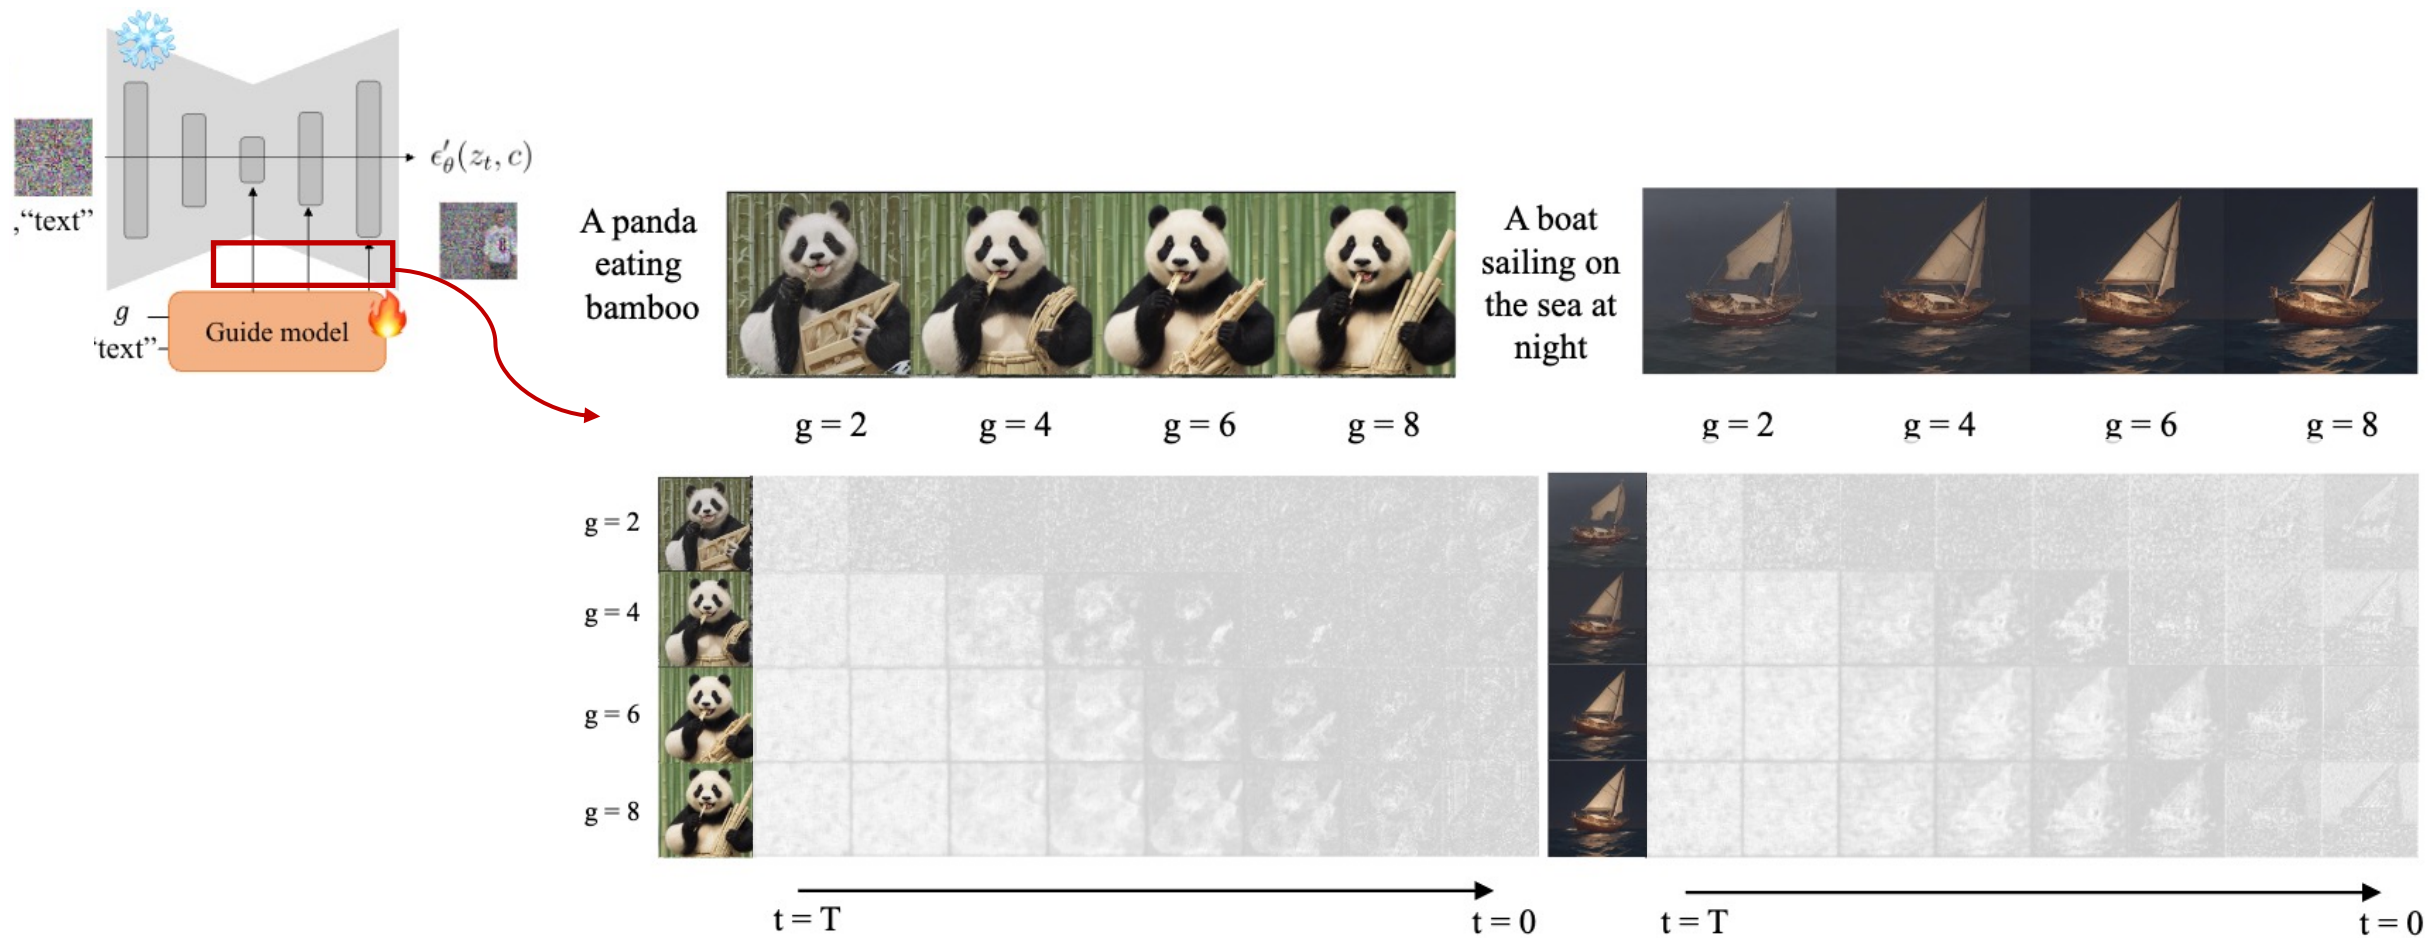 ,“text”
ϵ′θ(zt, c)
g
‘text”
Guide model
A panda
eating
bamboo
g = 2
g = 4
g = 6
g = 8
A boat
sailing on
the sea at
night
g = 2
g = 4
g = 6
g = 8
g = 2
g = 4
g = 6
g = 8
t = T
t = 0
t = T
t = 0